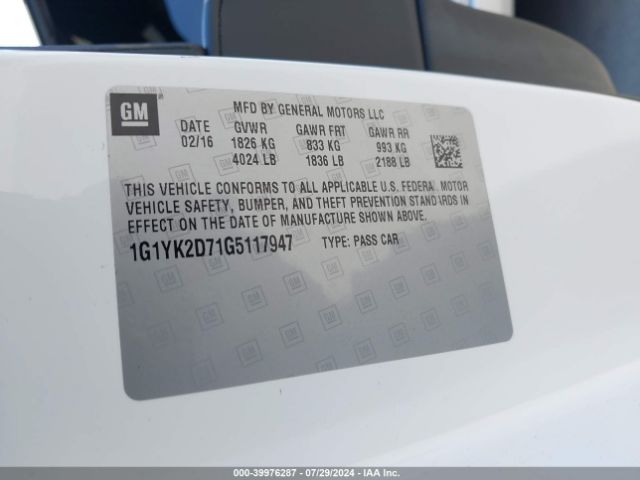 GM
MFD BY GENERAL MOTORS LLC
DATE GVWR GAWR FRT GAWR RR
02/16 1826 KG 833 KG 993 KG
4024 LB 1836 LB 2188 LB
THIS VEHICLE CONFORMS TO ALL APPLICABLE U.S. FEDERAL MOTOR
VEHICLE SAFETY, BUMPER, AND THEFT PREVENTION STANDARDS IN
EFFECT ON THE DATE OF MANUFACTURE SHOWN ABOVE.
1G1YK2D71G5117947 TYPE: PASS CAR
000-39976287 - 07/29/2024 - IAAI.COM